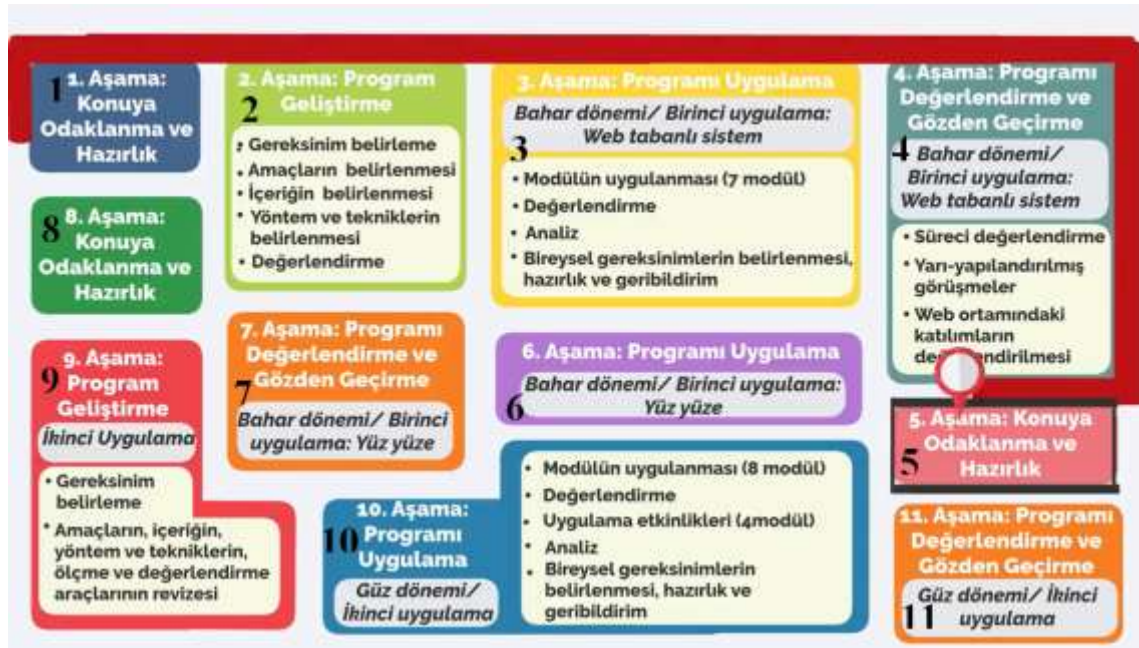 1
1. Aşama:
Konuya
Odaklanma ve
Hazırlık
2. Aşama: Program
Geliştirme
2
Gereksinim belirleme
• Amaçların belirlenmesi
• İçeriğin belirlenmesi
• Yöntem ve tekniklerin
belirlenmesi
• Değerlendirme
3. Aşama: Programı Uygulama
Bahar dönemi/ Birinci uygulama:
Web tabanlı sistem
3
• Modülün uygulanması (7 modül)
• Değerlendirme
• Analiz
• Bireysel gereksinimlerin belirlenmesi,
hazırlık ve geribildirim
4. Aşama: Programı
Değerlendirme ve
Gözden Geçirme
4
Bahar dönemi/
Birinci uygulama:
Web tabanlı sistem
• Süreci değerlendirme
• Yarı-yapılandırılmış
görüşmeler
• Web ortamındaki
katılımların
5. Aşama: Konuya
Odaklanma ve
Hazırlık
5
6. Aşama: Programı Uygulama
Bahar dönemi/ Birinci uygulama:
Yüz yüze
6
7. Aşama: Programı
Değerlendirme ve
Gözden Geçirme
7
Bahar dönemi/ Birinci
uygulama: Yüz yüze
8
8. Aşama:
Konuya
Odaklanma ve
Hazırlık
9. Aşama:
9
Program
Geliştirme
İkinci Uygulama
• Gereksinim
belirleme
• Amaçların, içeriğin,
yöntem ve tekniklerin,
ölçme ve değerlendirme
araçlarının revizesi
10. Aşama:
10
Programı
Uygulama
Güz dönemi/
İkinci uygulama
• Modülün uygulanması (8 modül)
• Değerlendirme
• Uygulama etkinlikleri (4modül)
• Analiz
• Bireysel gereksinimlerin
belirlenmesi, hazırlık ve
geribildirim
11. Aşama: Programı
Değerlendirme ve
Gözden Geçirme
Güz dönemi/ İkinci
11
uygulama